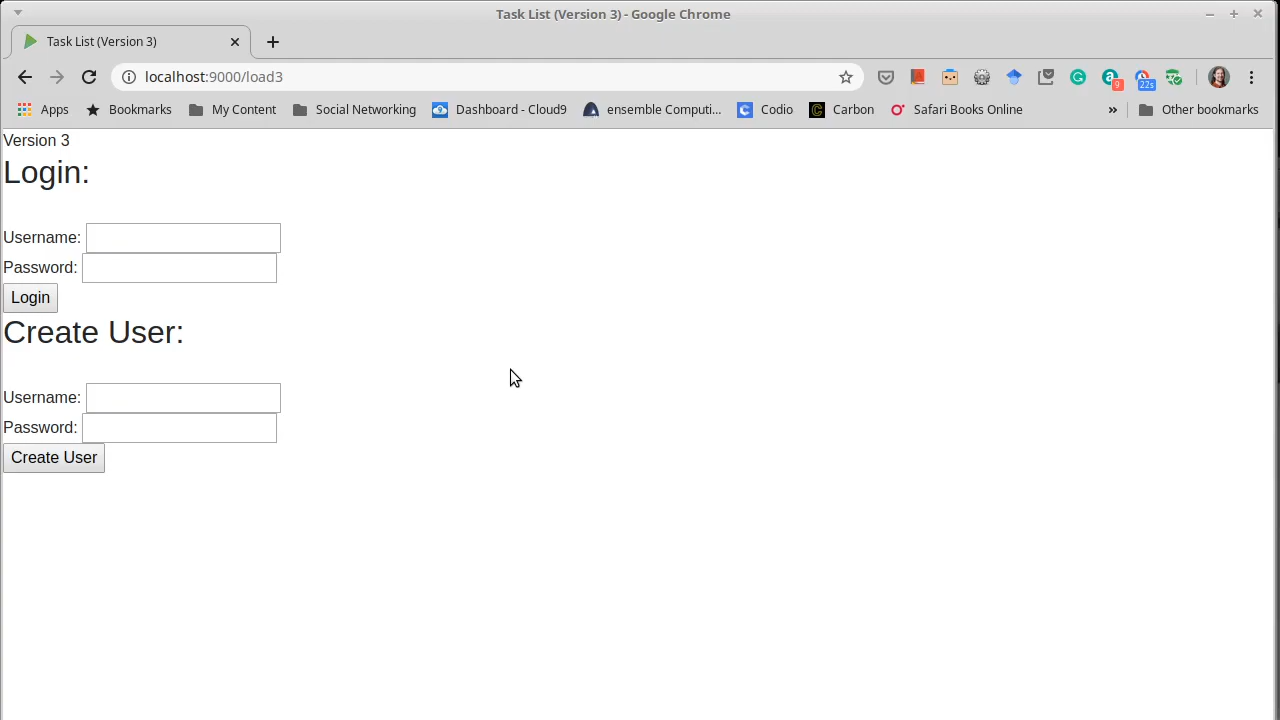 Task List (Version 3) - Google Chrome
Task List (Version 3)
localhost:9000/load3
9
22s
Apps Bookmarks My Content Social Networking Dashboard - Cloud9 ensemble Computi... Codio Carbon Safari Books Online » Other bookmarks
Version 3
Login:
Username:
Password:
Login
Create User:
Username:
Password:
Create User